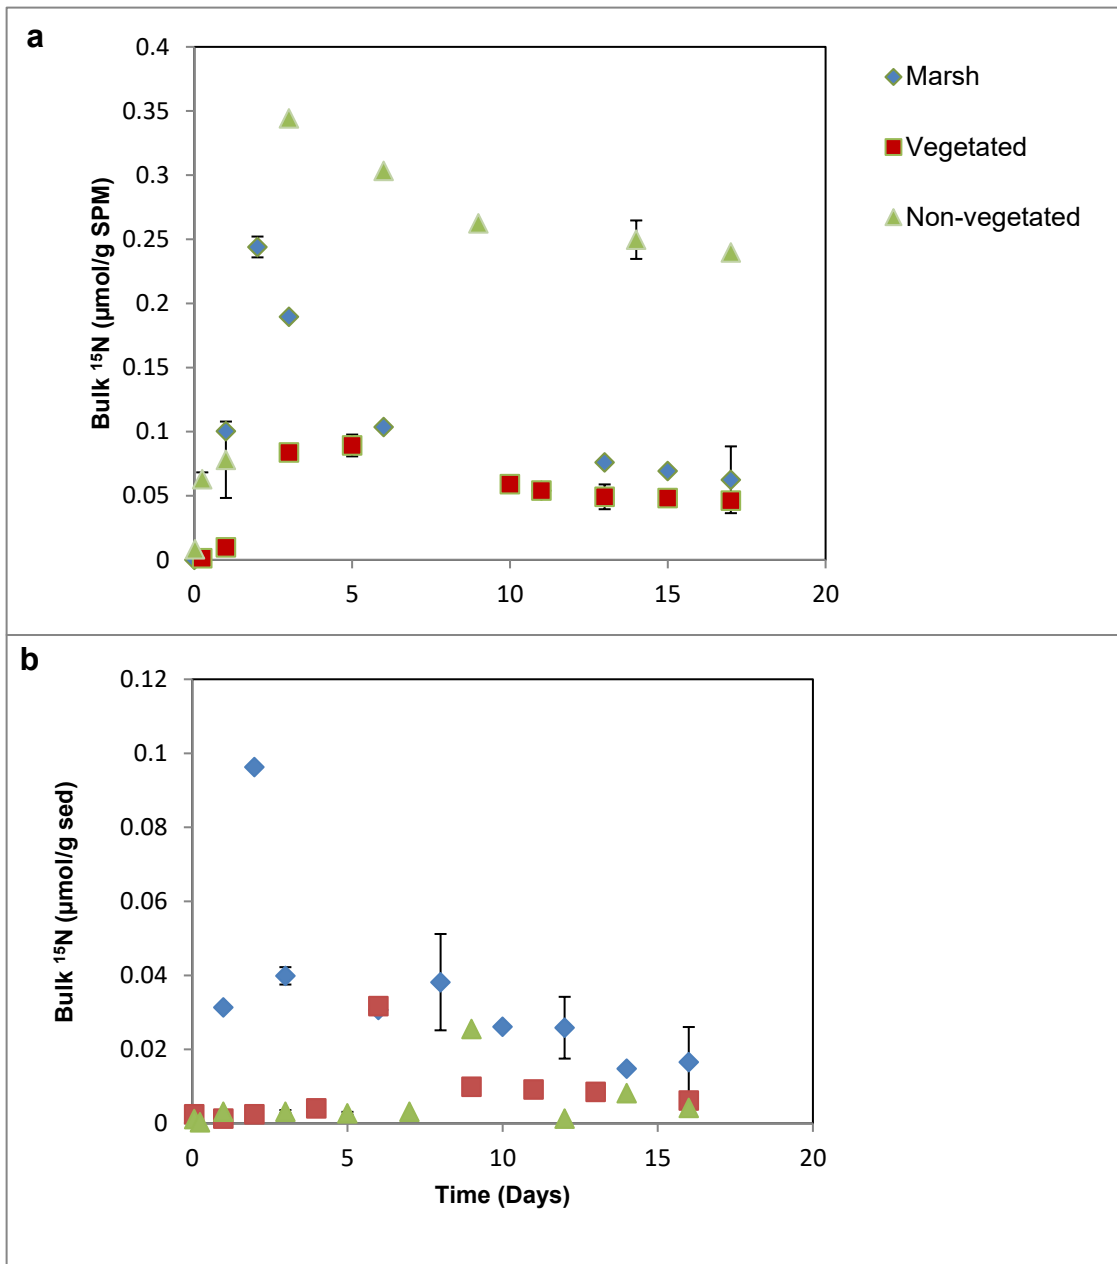 a
0.4
0.35
0.3
0.25
0.2
0.15
0.1
0.05
0
Bulk ¹⁵N (µmol/g SPM)
0 5 10 15 20
Marsh
Vegetated
Non-vegetated
b
0.12
0.1
0.08
0.06
0.04
0.02
0
Bulk ¹⁵N (µmol/g sed)
0 5 10 15 20
Time (Days)